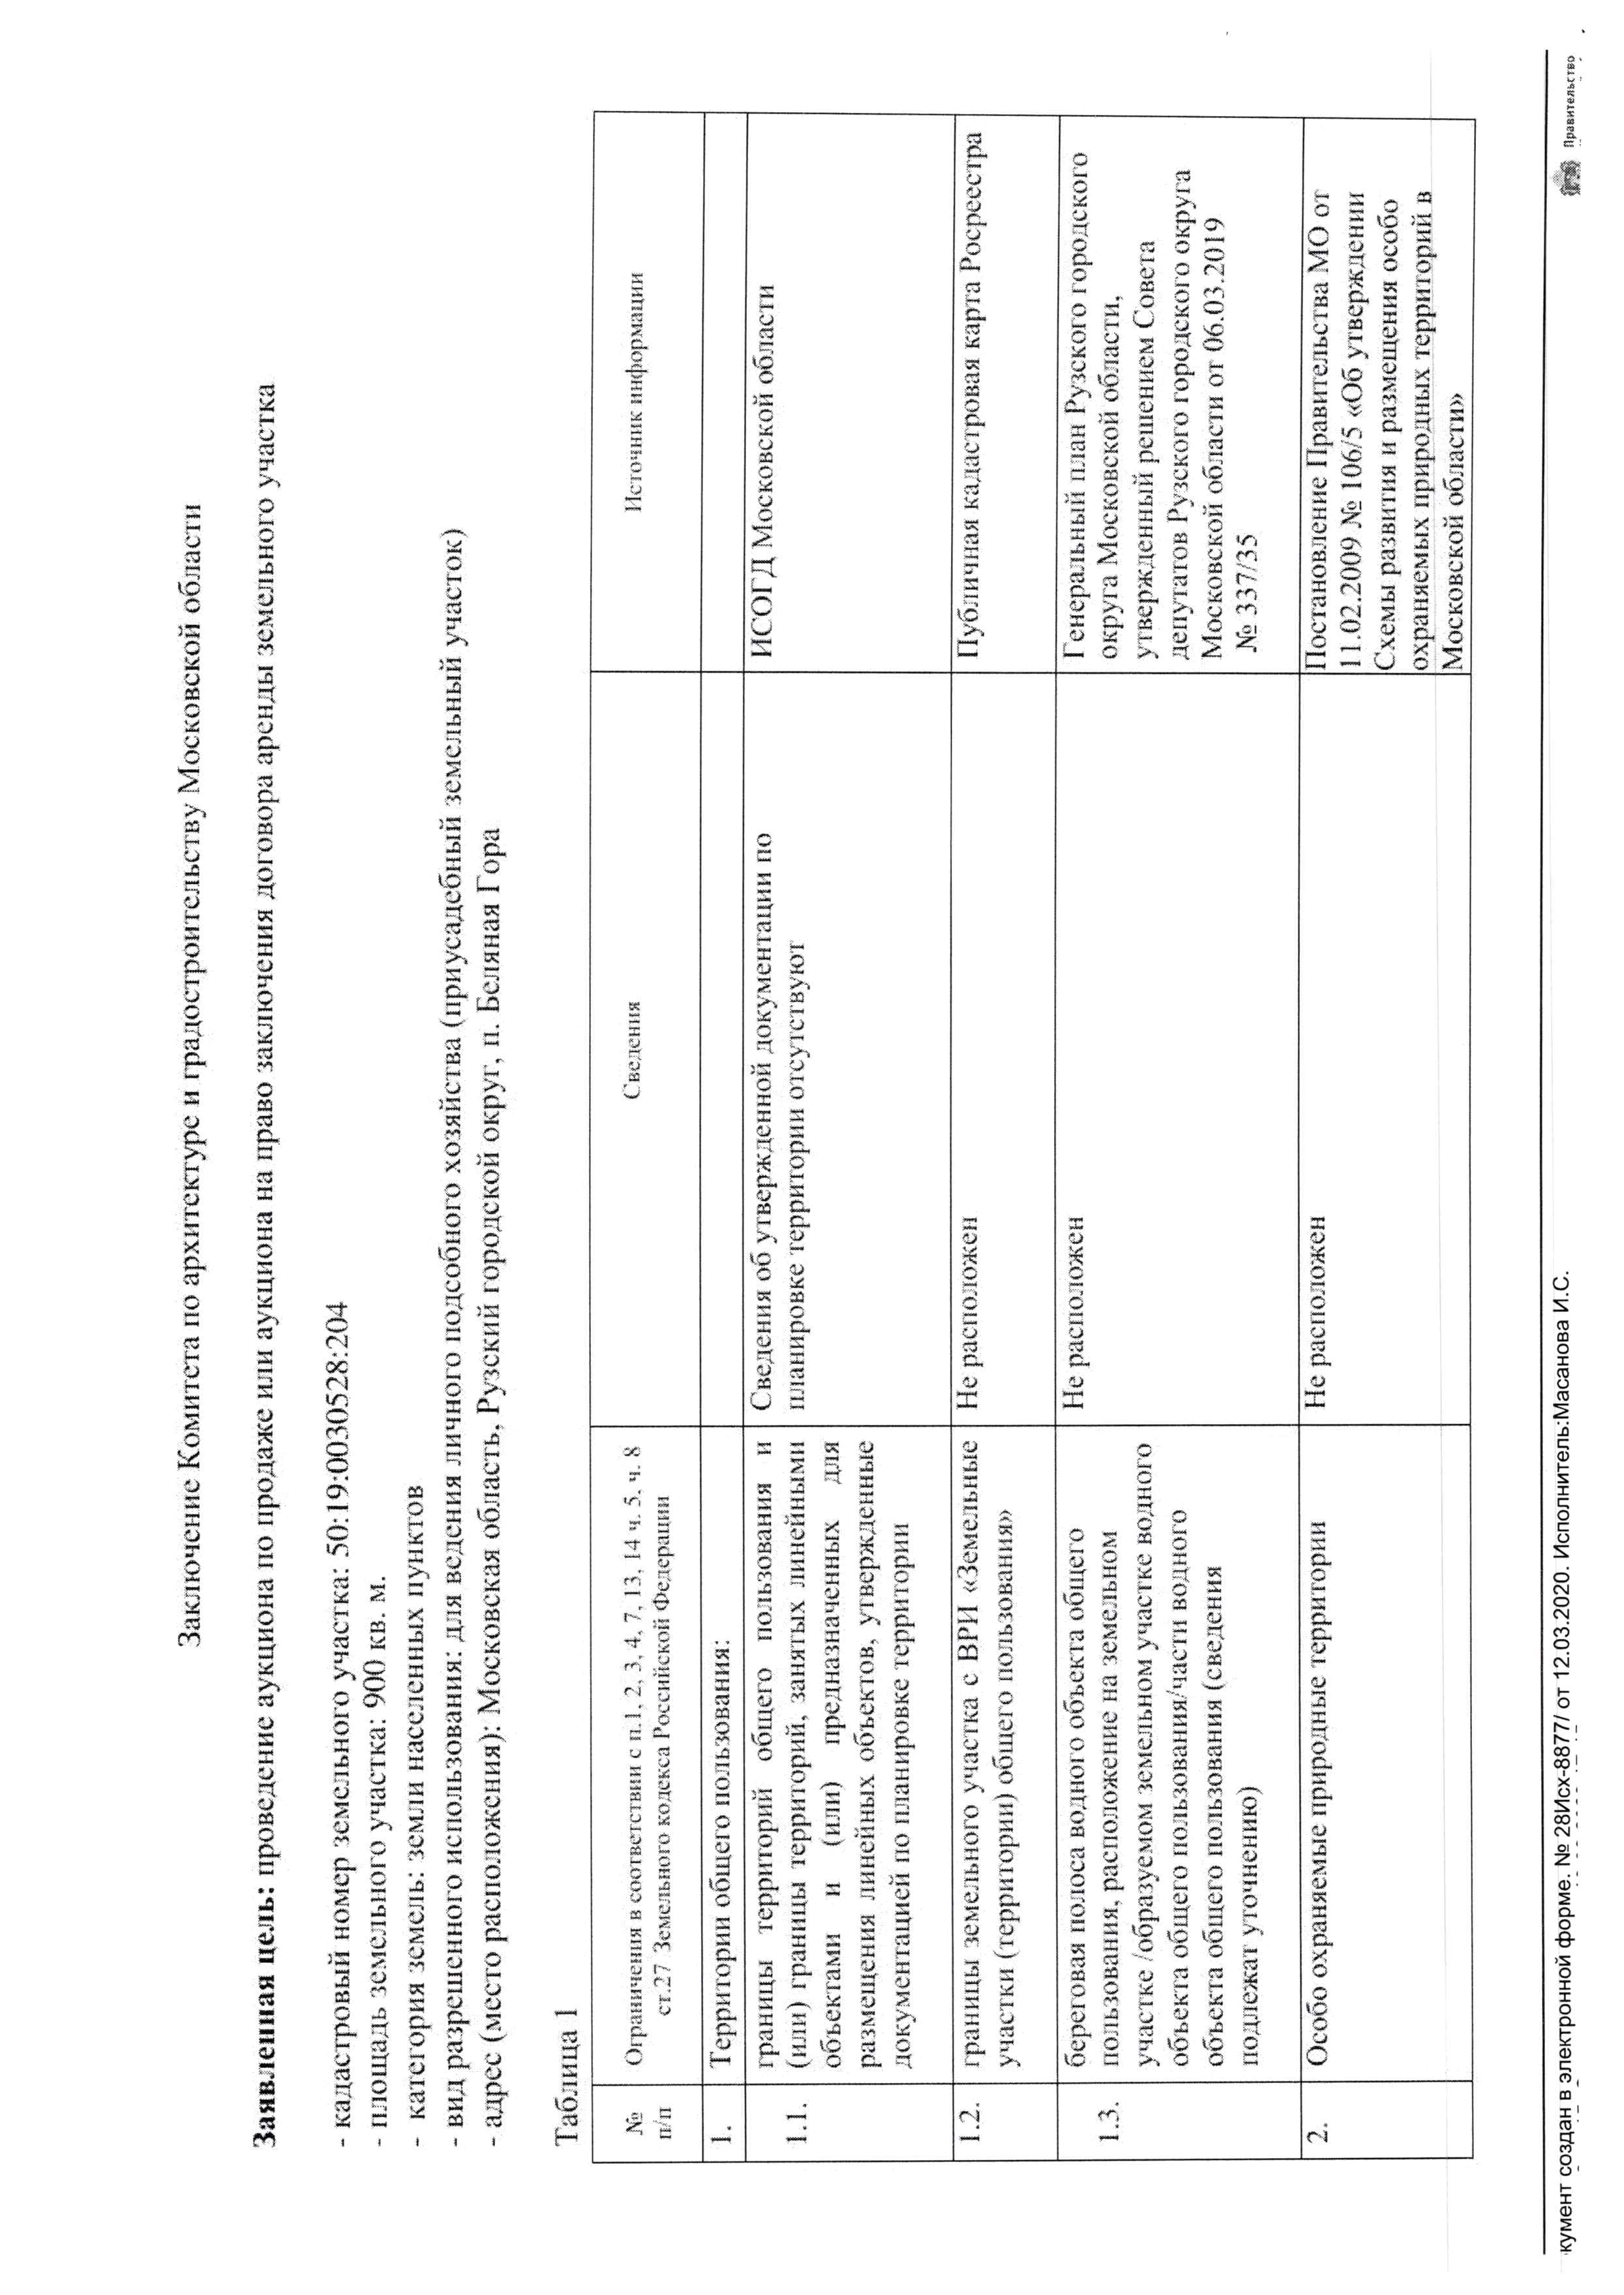 Заключение Комитета по архитектуре и градостроительству Московской области
Заявленная цель: проведение аукциона по продаже или аукциона на право заключения договора аренды земельного участка
- кадастровый номер земельного участка: 50:19:0030528:204
- площадь земельного участка: 900 кв. м.
- категория земель: земли населенных пунктов
- вид разрешенного использования: для ведения личного подсобного хозяйства (приусадебный земельный участок)
- адрес (место расположения): Московская область, Рузский городской округ, п. Беляная Гора
Таблица 1
№
п/п
Ограничения в соответствии с п.1, 2, 3, 4, 7, 13, 14 ч. 5. ч. 8
ст.27 Земельного кодекса Российской Федерации
Сведения
Источник информации
1.
Территории общего пользования:
1.1.
границы территорий общего пользования и
(или) границы территорий, занятых линейными
объектами и (или) предназначенных для
размещения линейных объектов, утвержденные
документацией по планировке территории
Сведения об утвержденной документации по
планировке территории отсутствуют
ИСОГД Московской области
1.2.
границы земельного участка с ВРИ «Земельные
участки (территории) общего пользования»
Не расположен
Публичная кадастровая карта Росреестра
1.3.
береговая полоса водного объекта общего
пользования, расположение на земельном
участке /образуемом земельном участке водного
объекта общего пользования/части водного
объекта общего пользования (сведения
подлежат уточнению)
Не расположен
Генеральный план Рузского городского
округа Московской области,
утвержденный решением Совета
депутатов Рузского городского округа
Московской области от 06.03.2019
№ 337/35
2.
Особо охраняемые природные территории
Не расположен
Постановление Правительства МО от
11.02.2009 № 106/5 «Об утверждении
Схемы развития и размещения особо
охраняемых природных территорий в
Московской области»
кумент создан в электронной форме. № 28Исх-8877/ от 12.03.2020. Исполнитель:Масанова И.С.
Правительство